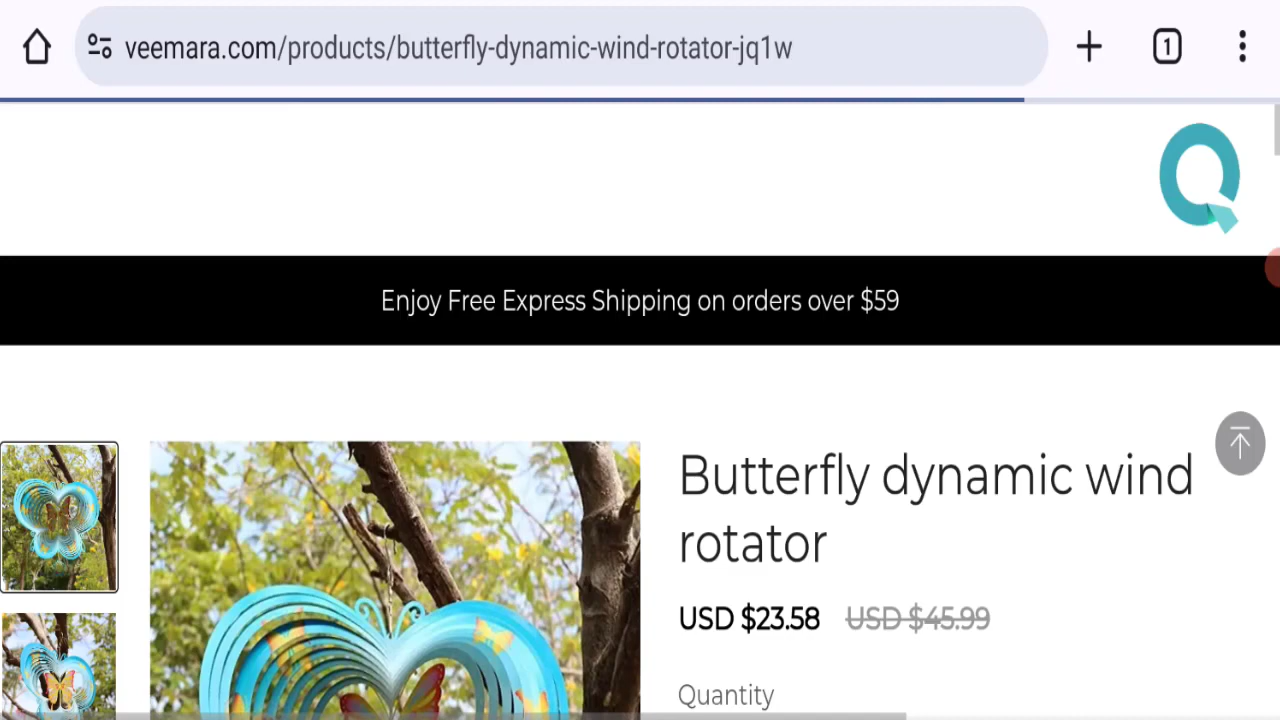 veemara.com/products/butterfly-dynamic-wind-rotator-jq1w
1
Enjoy Free Express Shipping on orders over $59
Butterfly dynamic wind
rotator
USD $23.58 USD $45.99
Quantity